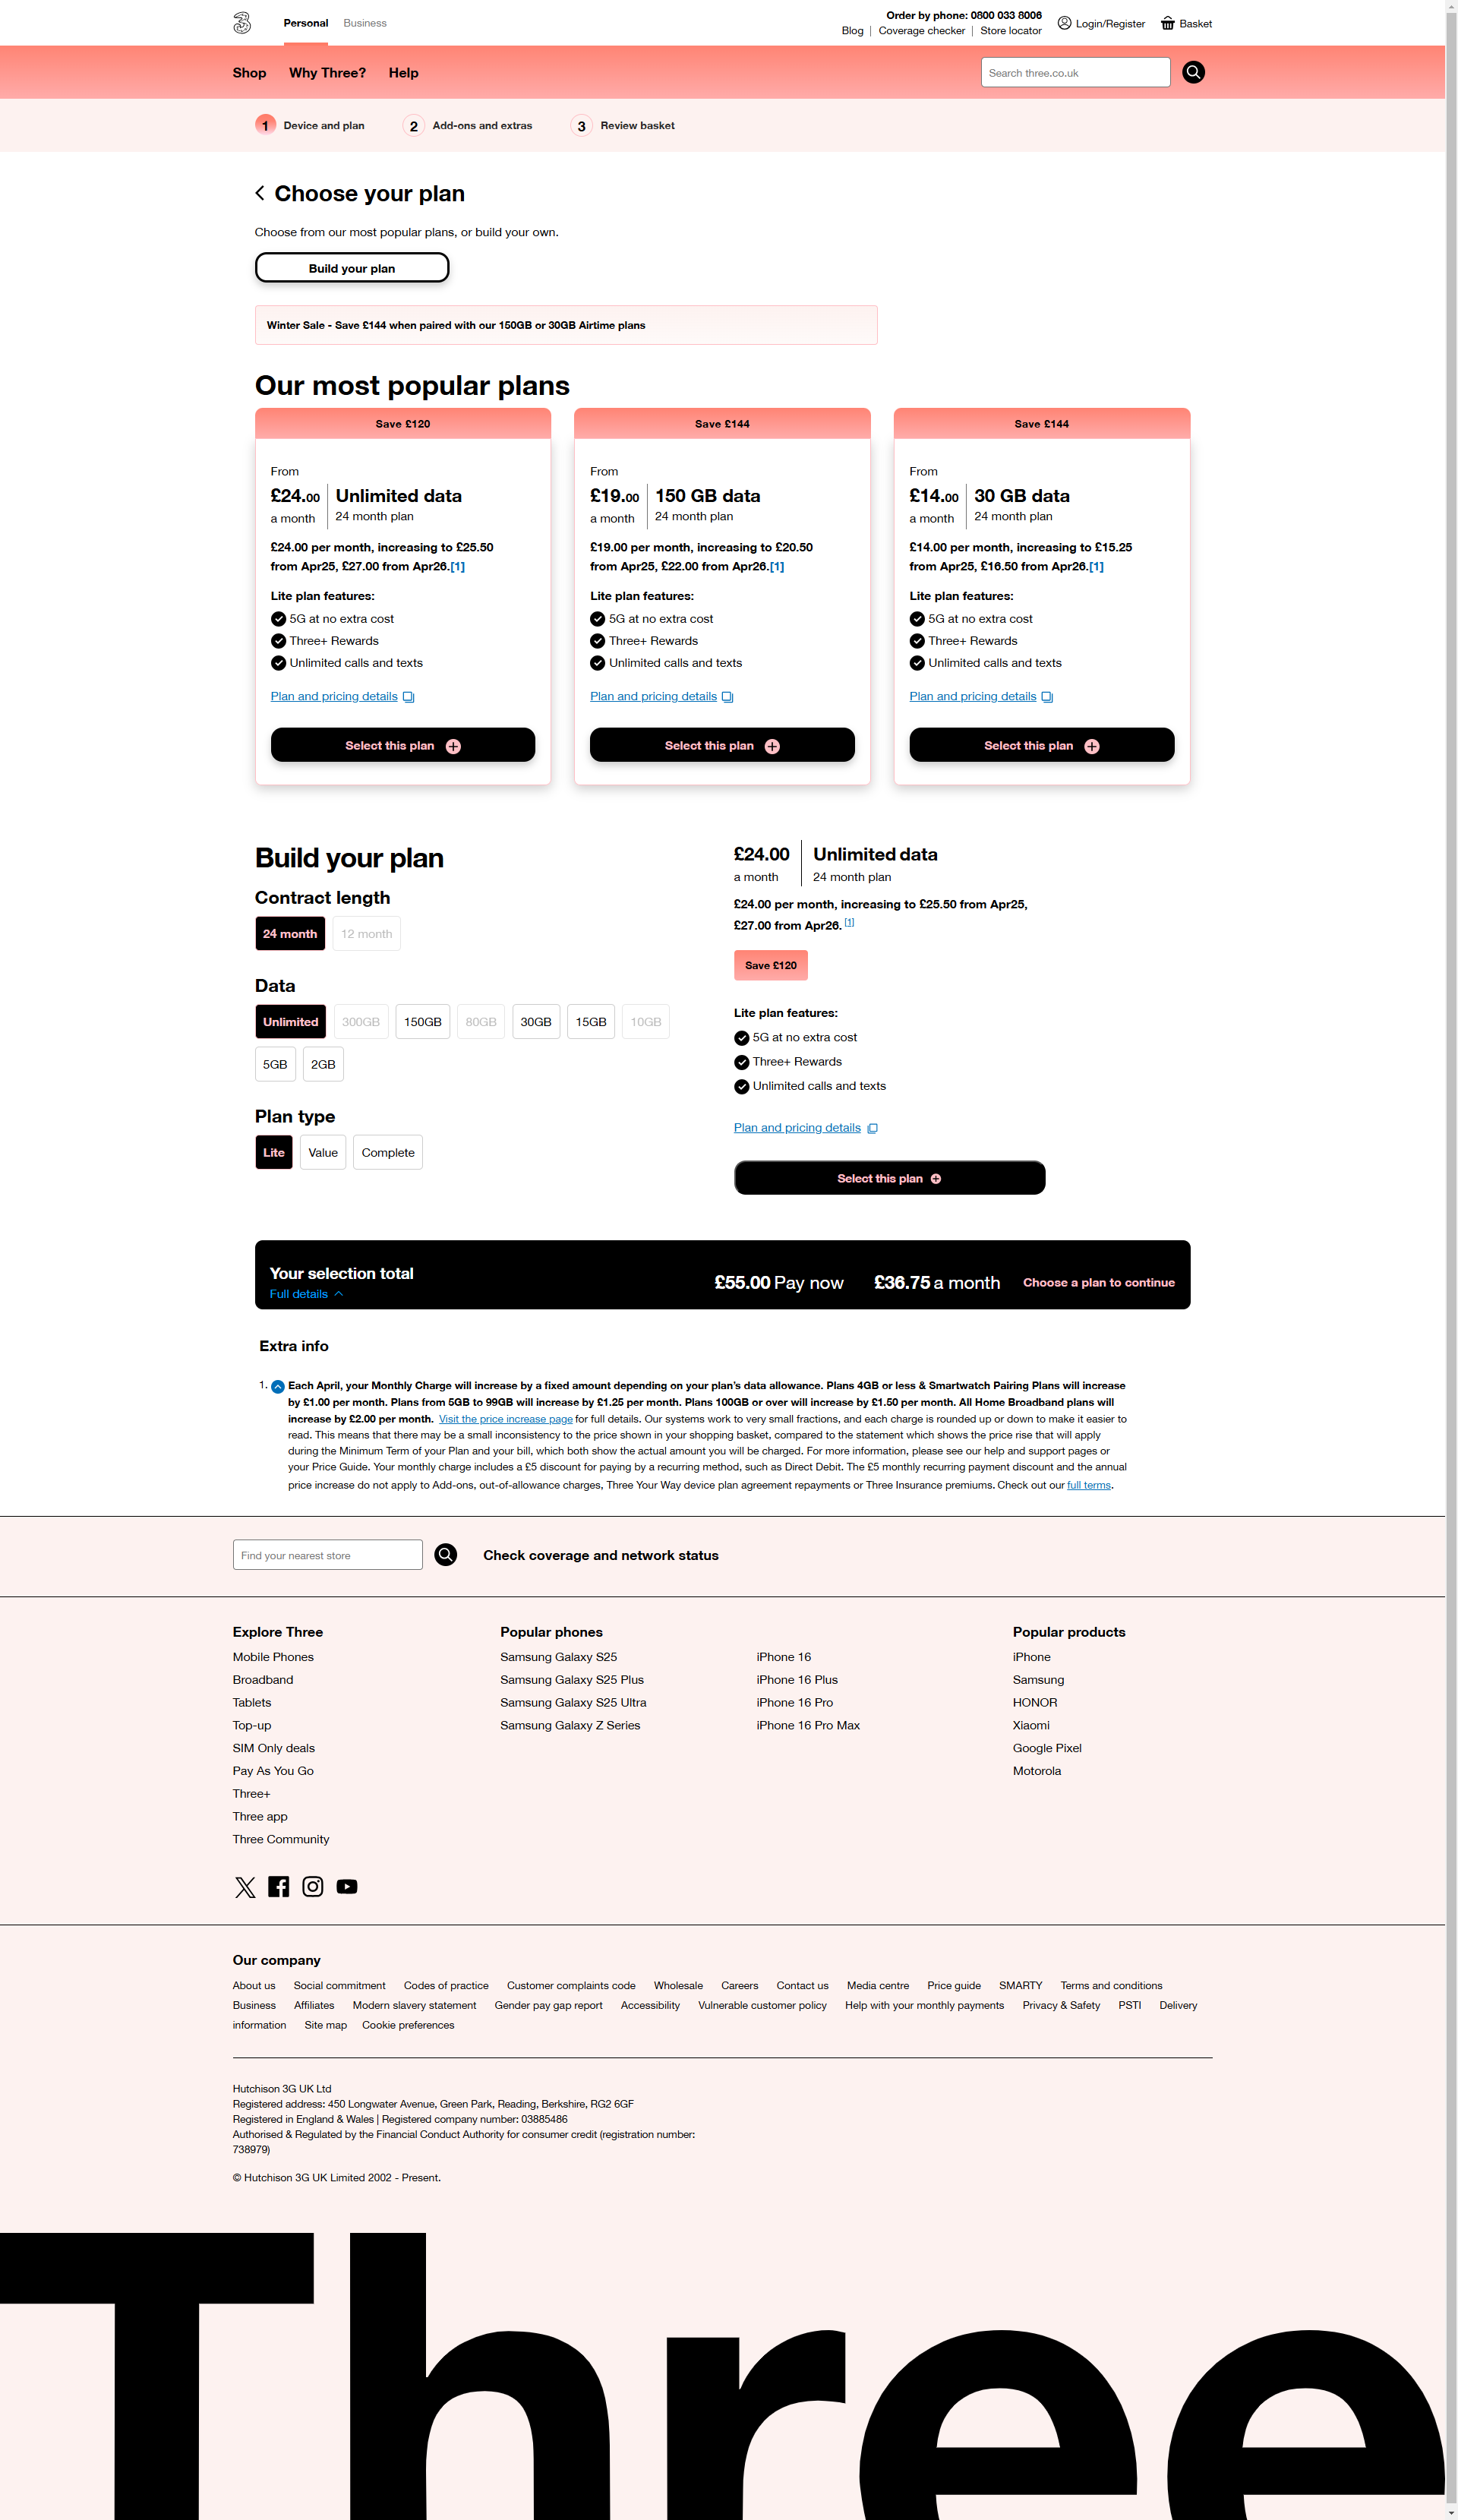 Personal Business
Order by phone: 0800 033 8006
Blog | Coverage checker | Store locator
Login/Register
Basket
Shop Why Three? Help
Search three.co.uk
1 Device and plan
2 Add-ons and extras
3 Review basket
Choose your plan
Choose from our most popular plans, or build your own.
Build your plan
Winter Sale - Save £144 when paired with our 150GB or 30GB Airtime plans
Our most popular plans
Save £120
From
£24.00
a month
Unlimited data
24 month plan
£24.00 per month, increasing to £25.50
from Apr25, £27.00 from Apr26.[1]
Lite plan features:
5G at no extra cost
Three+ Rewards
Unlimited calls and texts
Plan and pricing details
Select this plan
Save £144
From
£19.00
a month
150 GB data
24 month plan
£19.00 per month, increasing to £20.50
from Apr25, £22.00 from Apr26.[1]
Lite plan features:
5G at no extra cost
Three+ Rewards
Unlimited calls and texts
Plan and pricing details
Select this plan
Save £144
From
£14.00
a month
30 GB data
24 month plan
£14.00 per month, increasing to £15.25
from Apr25, £16.50 from Apr26.[1]
Lite plan features:
5G at no extra cost
Three+ Rewards
Unlimited calls and texts
Plan and pricing details
Select this plan
Build your plan
Contract length
24 month 12 month
Data
Unlimited 300GB 150GB 80GB 30GB 15GB 10GB
5GB 2GB
Plan type
Lite Value Complete
£24.00
a month
Unlimited data
24 month plan
£24.00 per month, increasing to £25.50 from Apr25,
£27.00 from Apr26. [1]
Save £120
Lite plan features:
5G at no extra cost
Three+ Rewards
Unlimited calls and texts
Plan and pricing details
Select this plan
Your selection total
Full details
£55.00 Pay now
£36.75 a month
Choose a plan to continue
Extra info
1. Each April, your Monthly Charge will increase by a fixed amount depending on your plan's data allowance. Plans 4GB or less & Smartwatch Pairing Plans will increase
by £1.00 per month. Plans from 5GB to 99GB will increase by £1.25 per month. Plans 100GB or over will increase by £1.50 per month. All Home Broadband plans will
increase by £2.00 per month. Visit the price increase page for full details. Our systems work to very small fractions, and each charge is rounded up or down to make it easier to
read. This means that there may be a small inconsistency to the price shown in your shopping basket, compared to the statement which shows the price rise that will apply
during the Minimum Term of your Plan and your bill, which both show the actual amount you will be charged. For more information, please see our help and support pages or
your Price Guide. Your monthly charge includes a £5 discount for paying by a recurring method, such as Direct Debit. The £5 monthly recurring payment discount and the annual
price increase do not apply to Add-ons, out-of-allowance charges, Three Your Way device plan agreement repayments or Three Insurance premiums. Check out our full terms.
Find your nearest store
Check coverage and network status
Explore Three
Mobile Phones
Broadband
Tablets
Top-up
SIM Only deals
Pay As You Go
Three+
Three app
Three Community
Popular phones
Samsung Galaxy S25
Samsung Galaxy S25 Plus
Samsung Galaxy S25 Ultra
Samsung Galaxy Z Series
iPhone 16
iPhone 16 Plus
iPhone 16 Pro
iPhone 16 Pro Max
Popular products
iPhone
Samsung
HONOR
Xiaomi
Google Pixel
Motorola
Our company
About us Social commitment Codes of practice Customer complaints code Wholesale Careers Contact us Media centre Price guide SMARTY Terms and conditions
Business Affiliates Modern slavery statement Gender pay gap report Accessibility Vulnerable customer policy Help with your monthly payments Privacy & Safety PSTI Delivery
information Site map Cookie preferences
Hutchison 3G UK Ltd
Registered address: 450 Longwater Avenue, Green Park, Reading, Berkshire, RG2 6GF
Registered in England & Wales | Registered company number: 03885486
Authorised & Regulated by the Financial Conduct Authority for consumer credit (registration number:
738979)
© Hutchison 3G UK Limited 2002 - Present.
Three